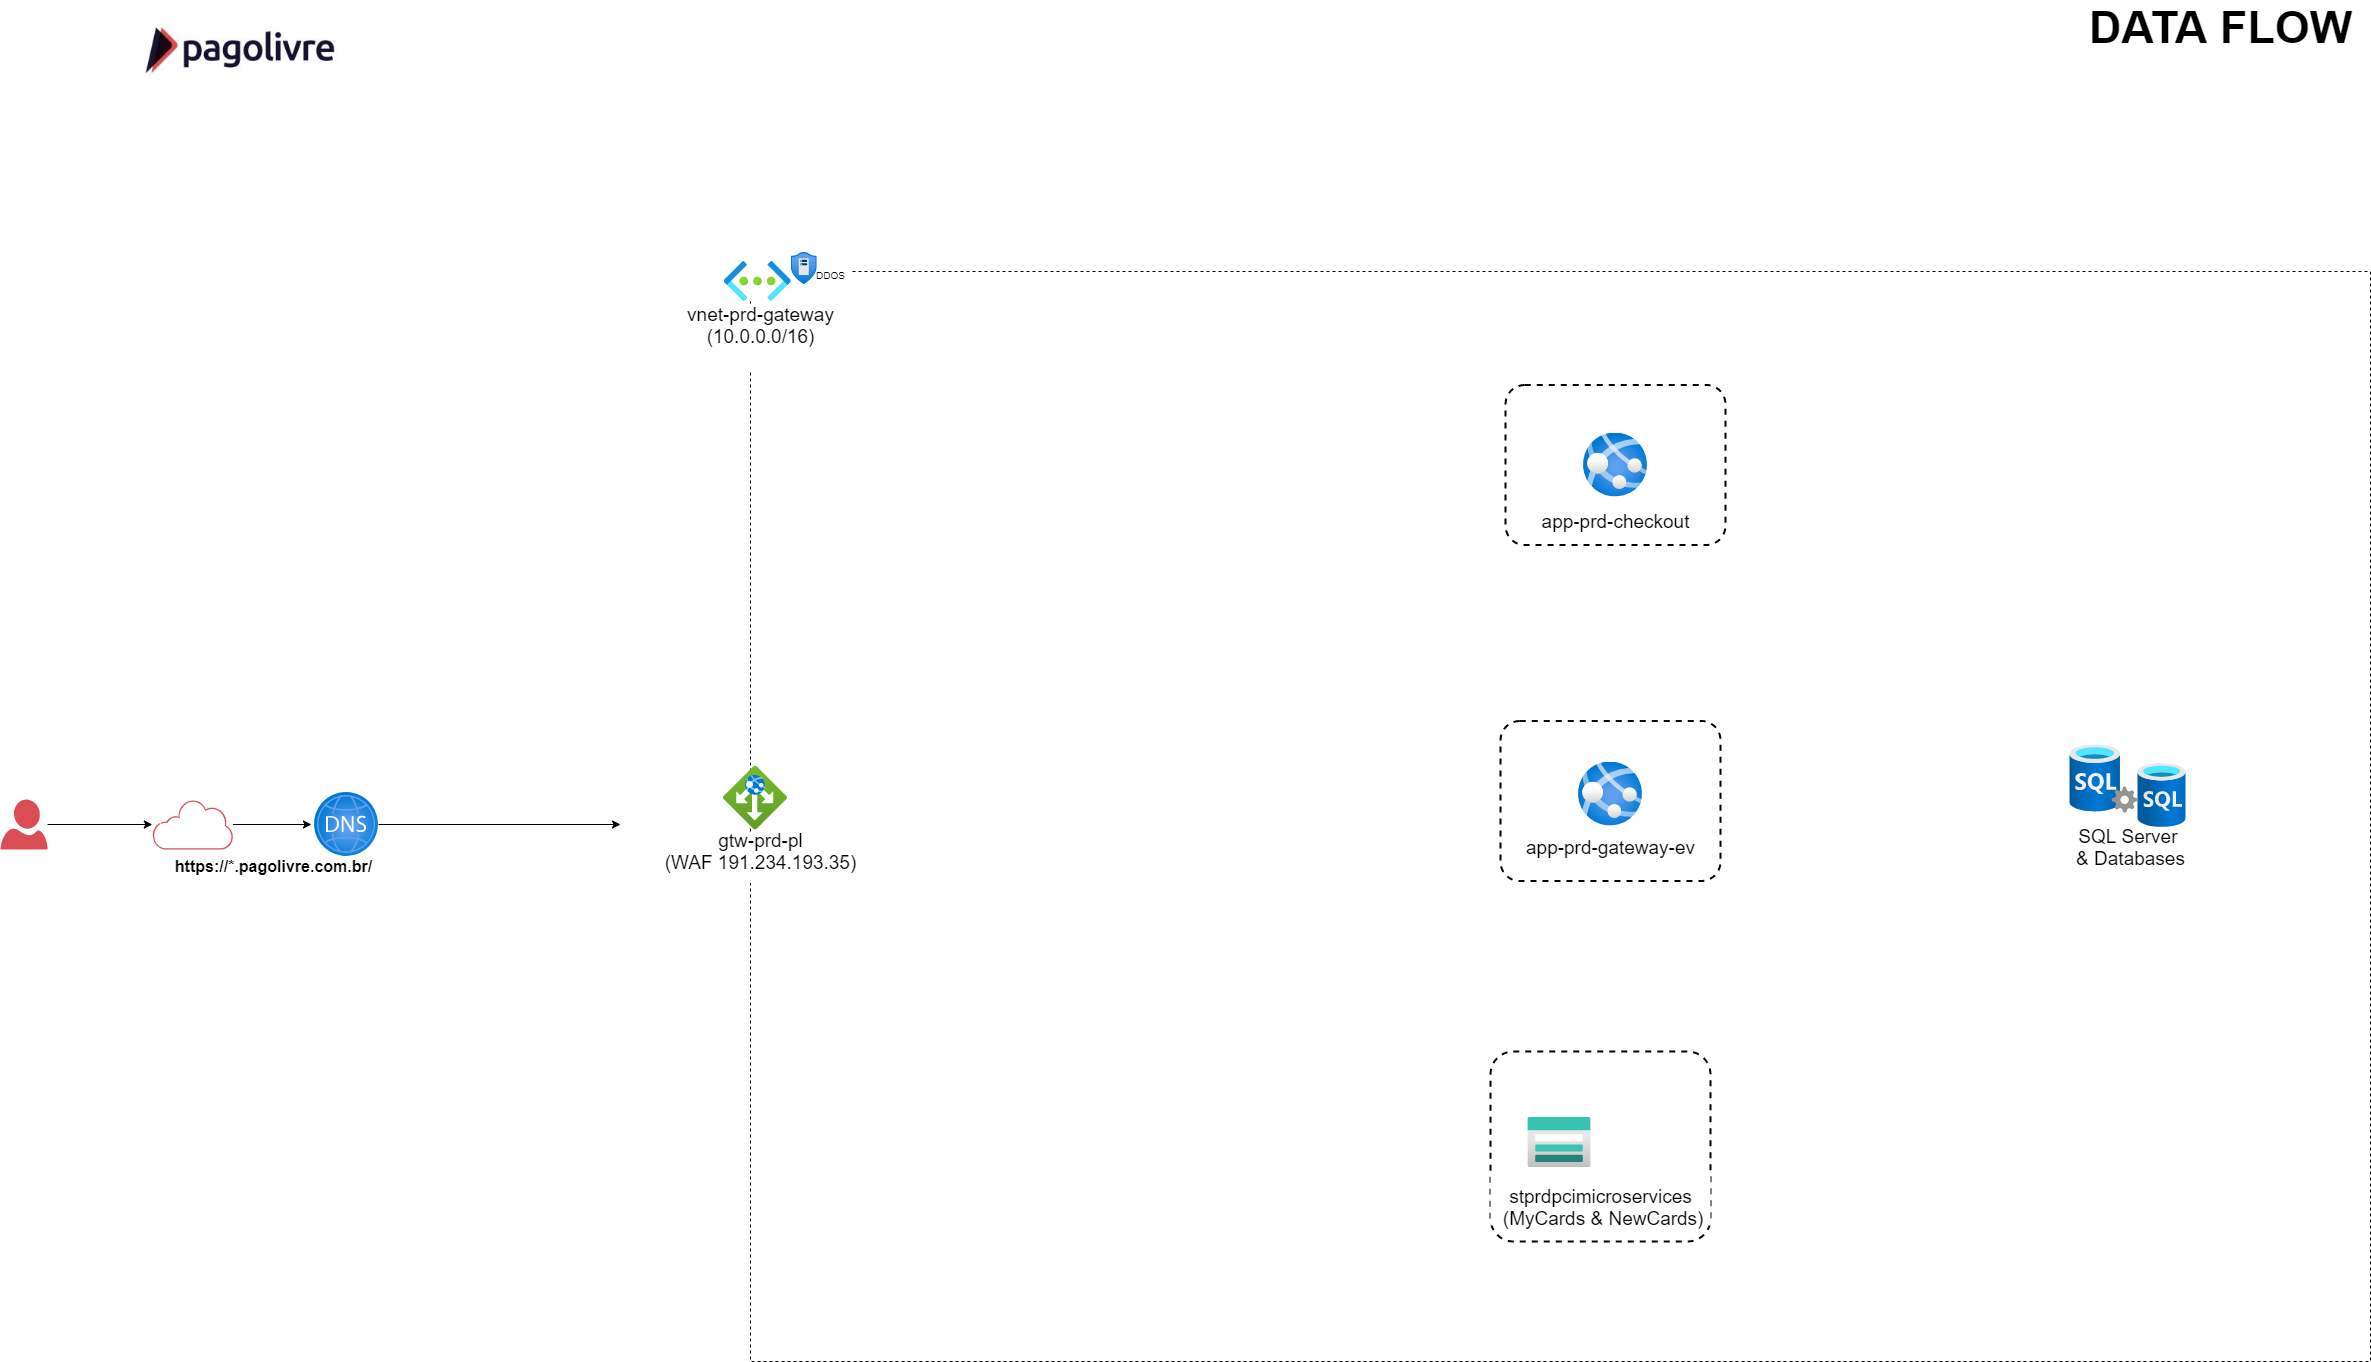 pagolivre
DATA FLOW
DDOS
vnet-prd-gateway
(10.0.0.0/16)
app-prd-checkout
DNS
https://*.pagolivre.com.br/
gtw-prd-pl
(WAF 191.234.193.35)
app-prd-gateway-ev
SQL
SQL
SQL Server
& Databases
stprdpcimicroservices
(MyCards & NewCards)